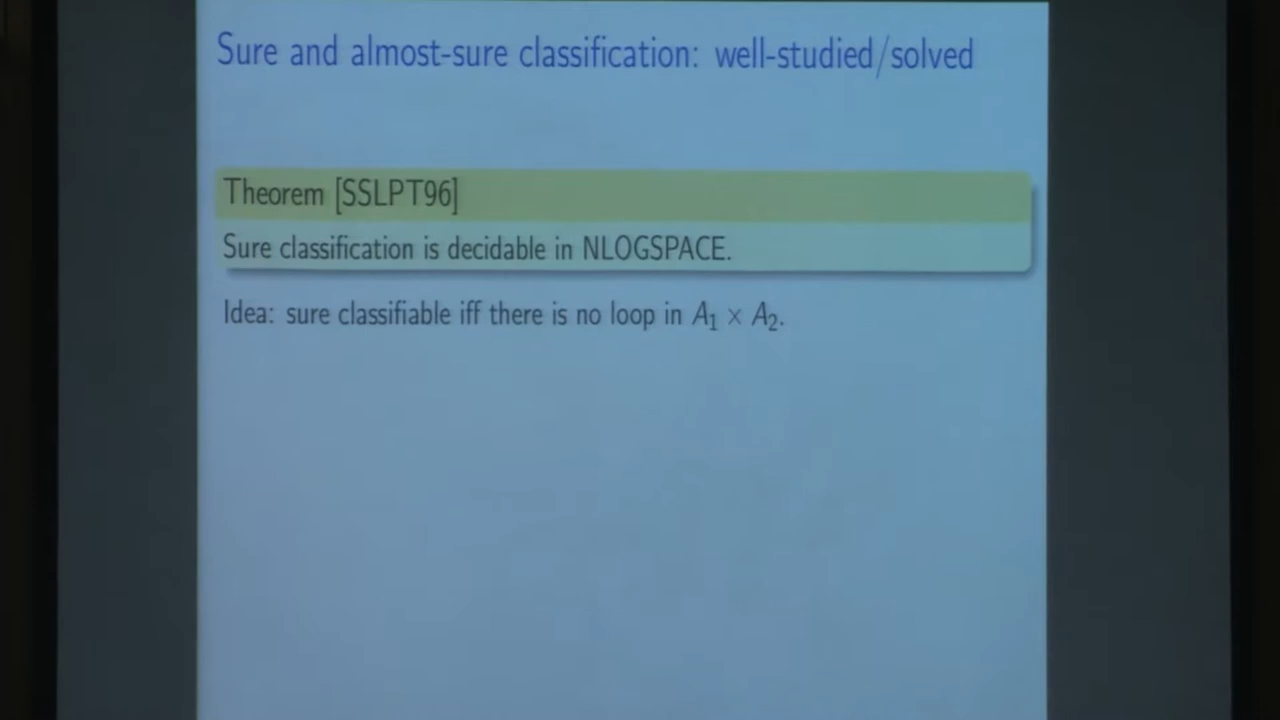 Sure and almost-sure classification: well-studied/solved
Theorem [SSLPT96]
Sure classification is decidable in NLOGSPACE.
Idea: sure classifiable iff there is no loop in A₁ × A₂.